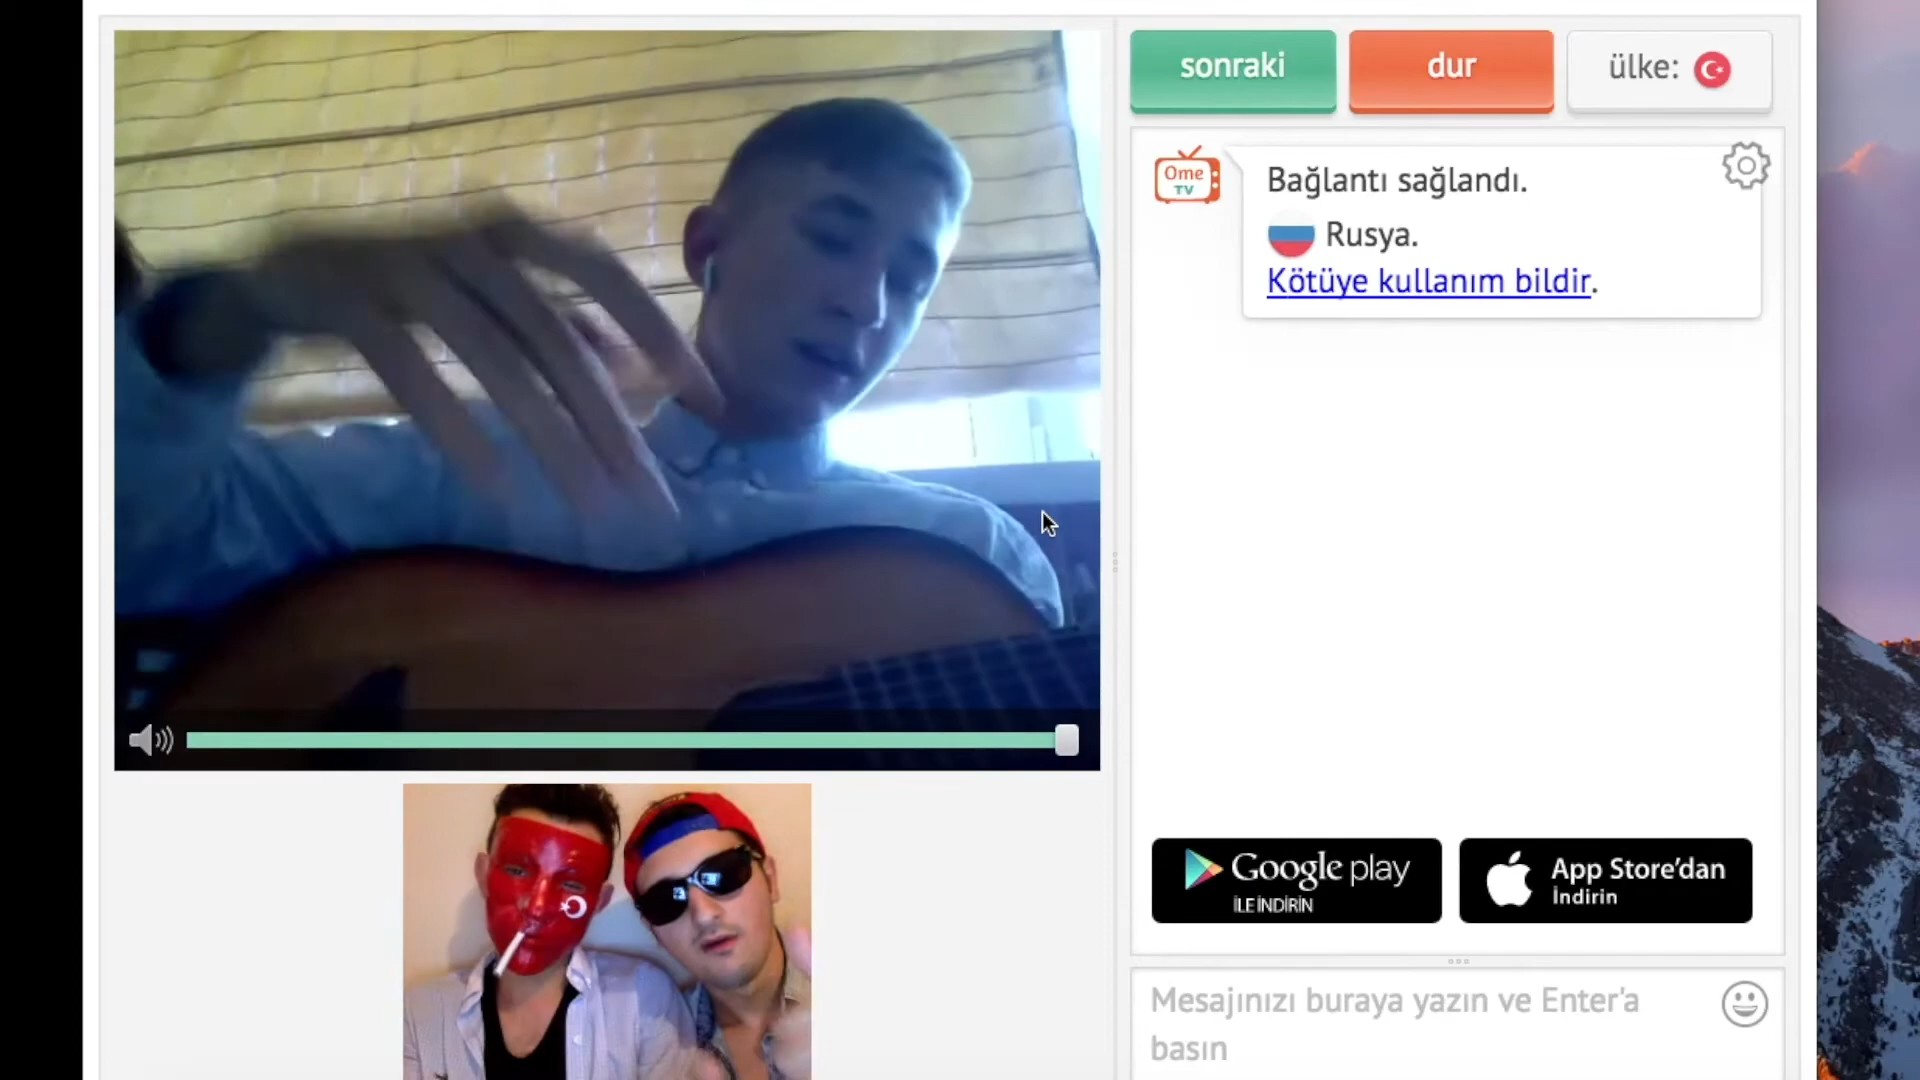 sonraki
dur
ülke:
Ome
TV
Bağlantı sağlandı.
Rusya.
Kötüye kullanım bildir.
Google play
İLE İNDİRİN
App Store'dan
İndirin
Mesajınızı buraya yazın ve Enter'a
basın